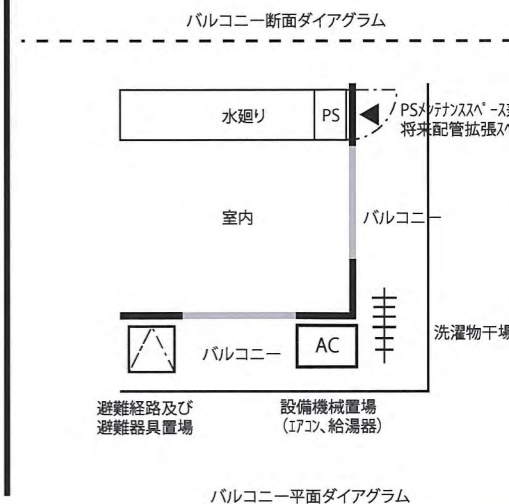 バルコニー断面ダイアグラム
水廻り
PS
PSメンテナンススペース
将来配管拡張ス
室内
バルコニー
洗濯物干場
バルコニー
AC
避難経路及び
避難器具置場
設備機械置場
(エアコン、給湯器)
バルコニー平面ダイアグラム